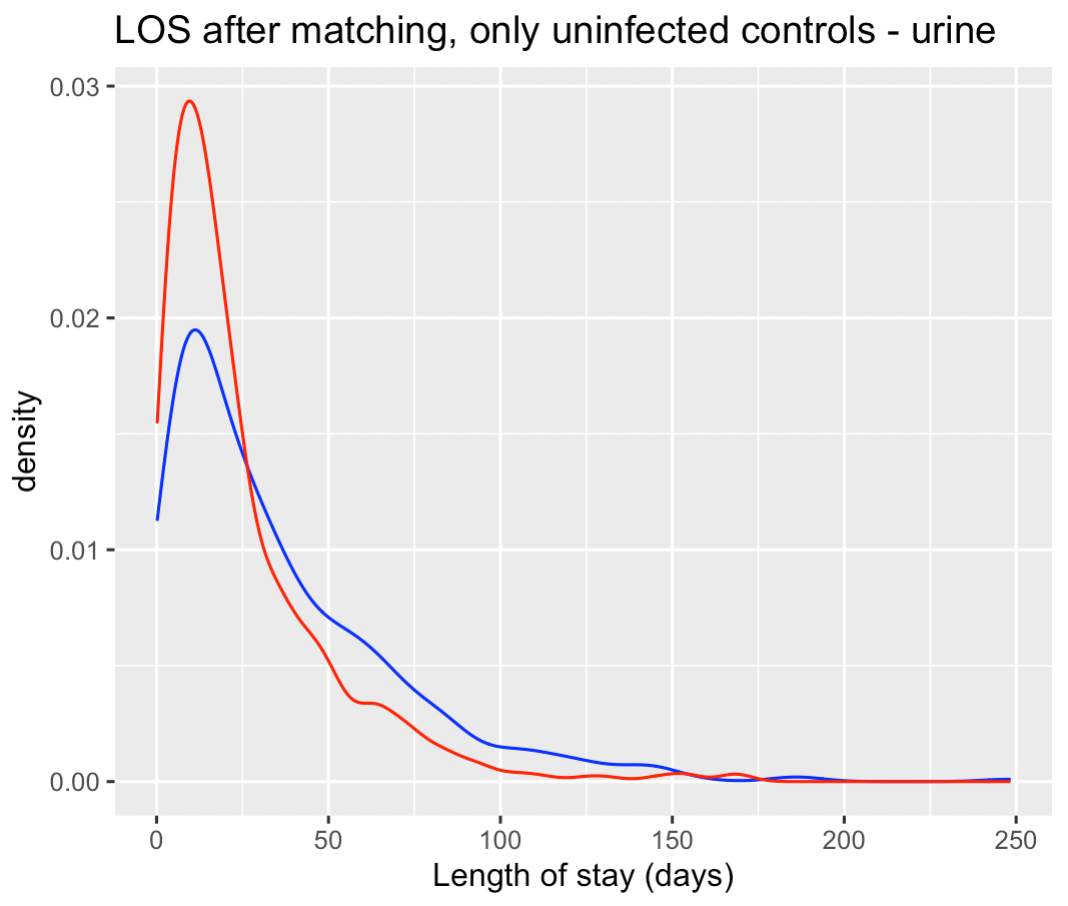 LOS after matching, only uninfected controls - urine
0.03
0.02
0.01
0.00
density
0 50 100 150 200 250
Length of stay (days)